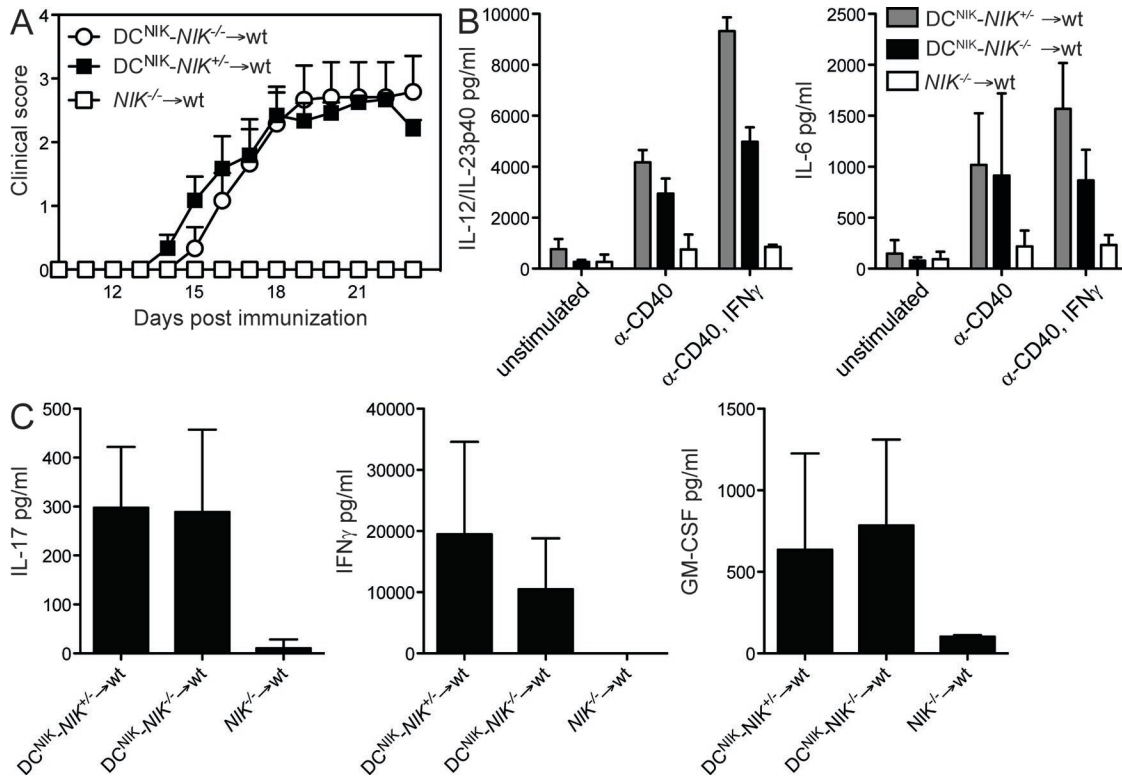 A
DC^NIK-NIK^-/-→wt
DC^NIK-NIK^+/-→wt
NIK^-/-→wt
Clinical score
4
3
2
1
0
12 15 18 21
Days post immunization
B
IL-12/IL-23p40 pg/ml
10000
8000
6000
4000
2000
0
unstimulated
α-CD40
α-CD40, IFNγ
DC^NIK-NIK^+/-→wt
DC^NIK-NIK^-/-→wt
NIK^-/-→wt
IL-6 pg/ml
2500
2000
1500
1000
500
0
unstimulated
α-CD40
α-CD40, IFNγ
C
IL-17 pg/ml
500
400
300
200
100
0
DC^NIK-NIK^+/-→wt
DC^NIK-NIK^-/-→wt
NIK^-/-→wt
IFNγ pg/ml
40000
30000
20000
10000
0
DC^NIK-NIK^+/-→wt
DC^NIK-NIK^-/-→wt
NIK^-/-→wt
GM-CSF pg/ml
1500
1000
500
0
DC^NIK-NIK^+/-→wt
DC^NIK-NIK^-/-→wt
NIK^-/-→wt